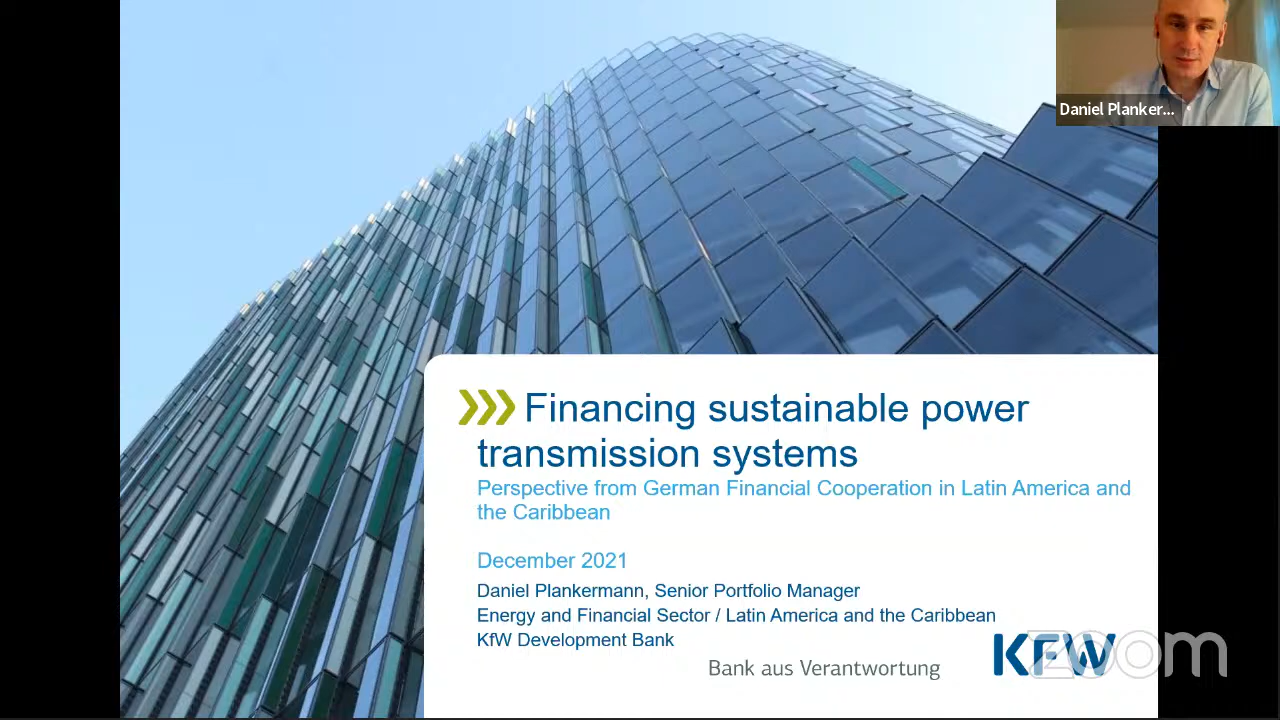 Daniel Planker...
Financing sustainable power
transmission systems
Perspective from German Financial Cooperation in Latin America and
the Caribbean
December 2021
Daniel Plankermann, Senior Portfolio Manager
Energy and Financial Sector / Latin America and the Caribbean
KfW Development Bank
Bank aus Verantwortung
KFW
zoom